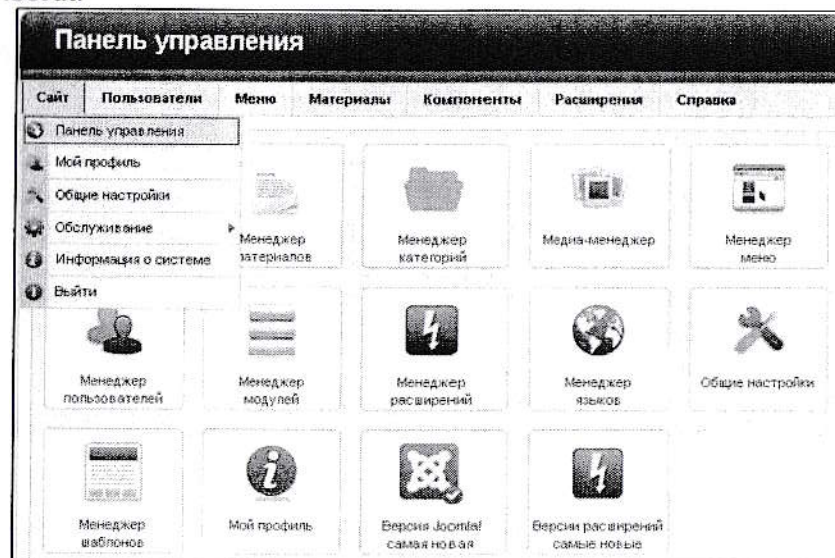 Панель управления
Сайт Пользователи Меню Материалы Компоненты Расширения Справка
Панель управления
Мой профиль
Общие настройки
Обслуживание
Информация о системе
Выйти
Менеджер
материалов
Менеджер
категорий
Медиа-менеджер
Менеджер
меню
Менеджер
пользователей
Менеджер
модулей
Менеджер
расширений
Менеджер
языков
Общие настройки
Менеджер
шаблонов
Мой профиль
Версия Joomla!
самая новая
Версии расширений
самые новые